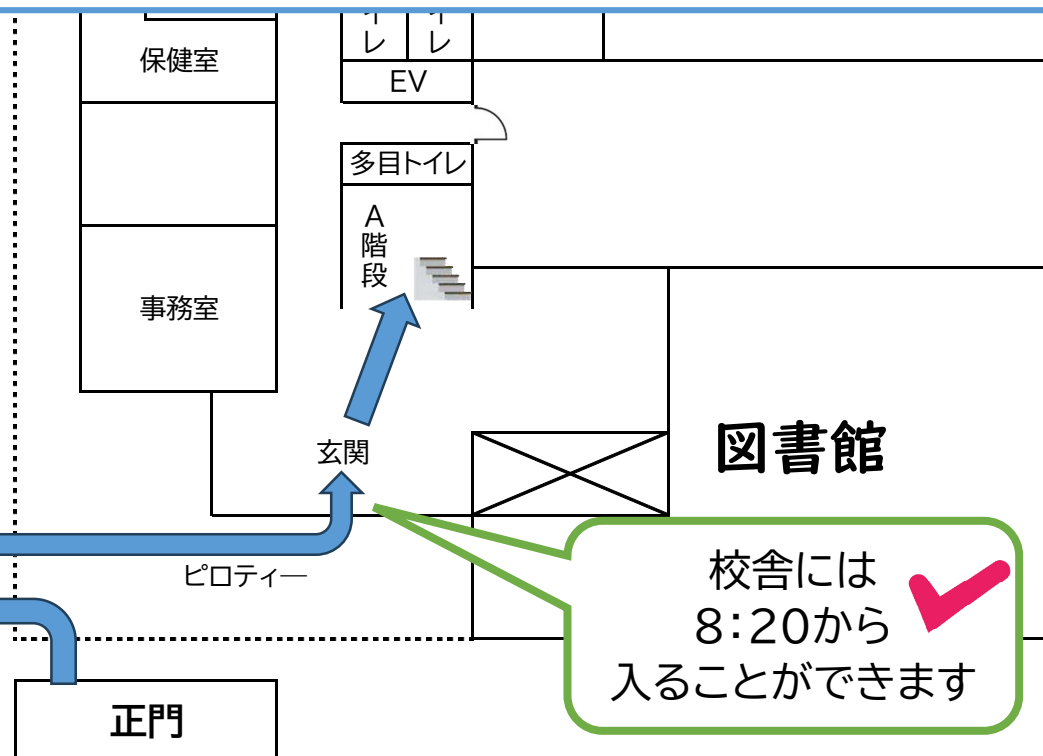 保健室
イレ
イレ
EV
多目トイレ
A階段
事務室
玄関
図書館
ピロティ―
校舎には
8:20から
入ることができます
正門